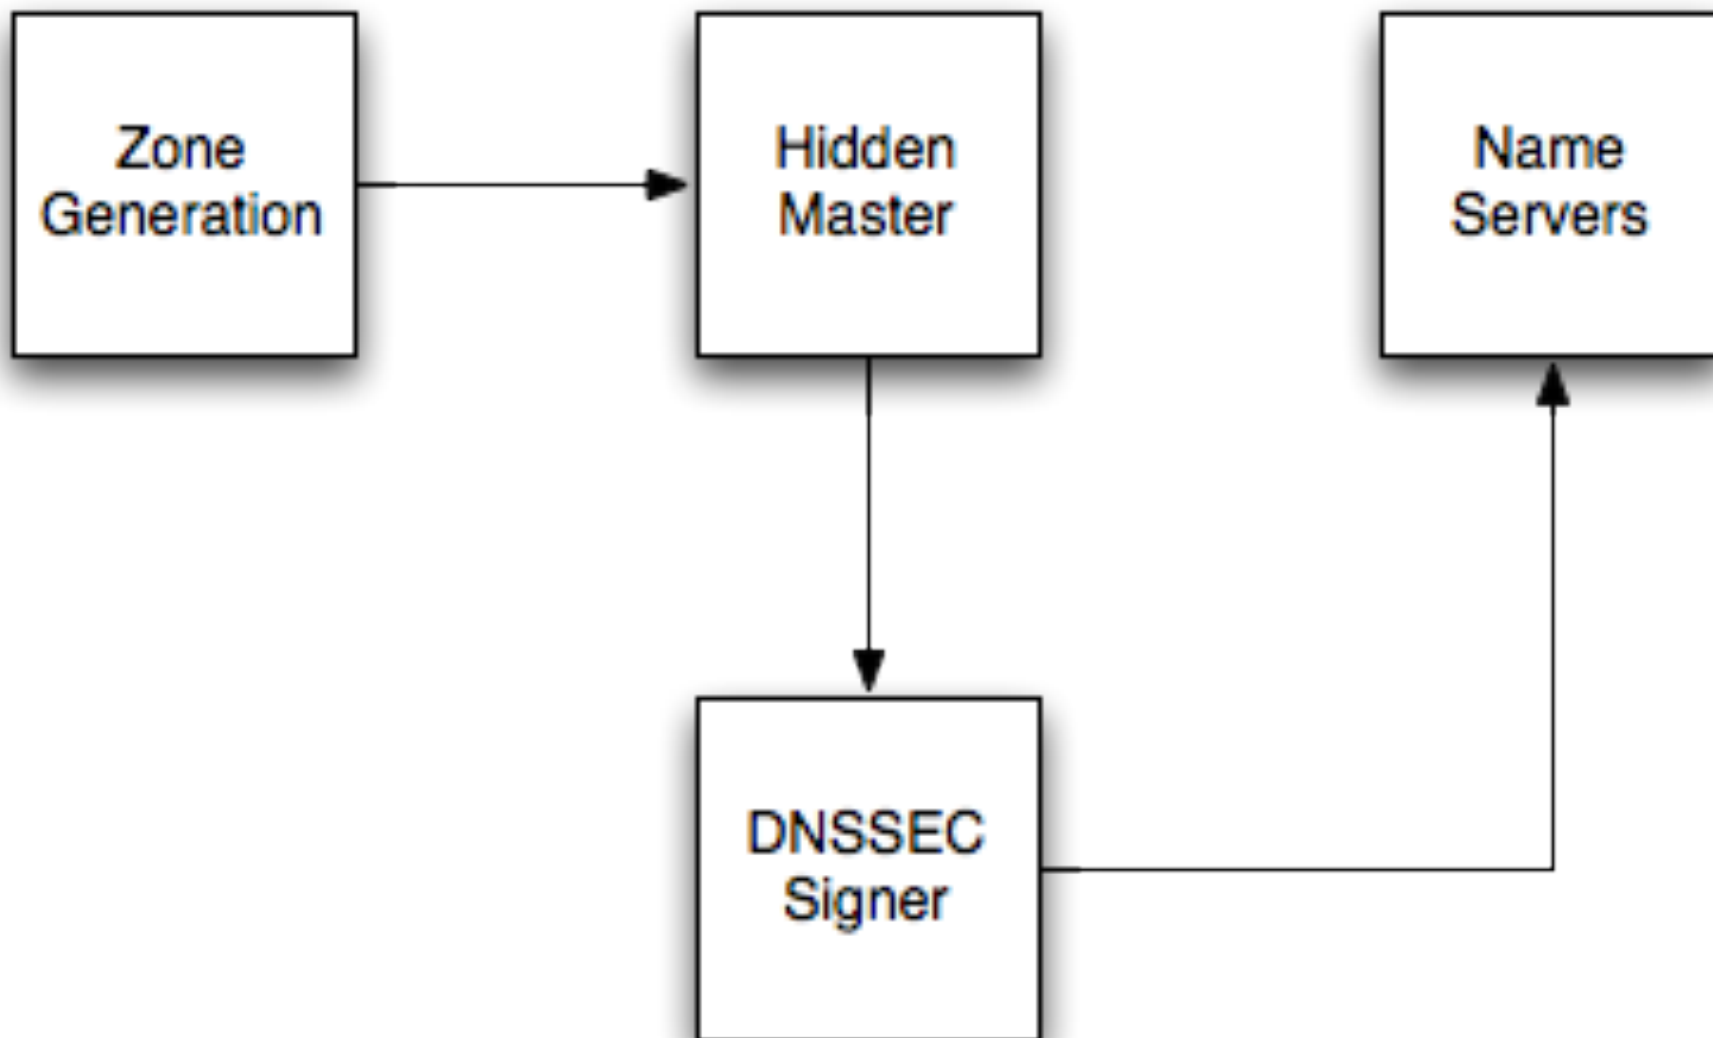 Zone
Generation
Hidden
Master
Name
Servers
DNSSEC
Signer